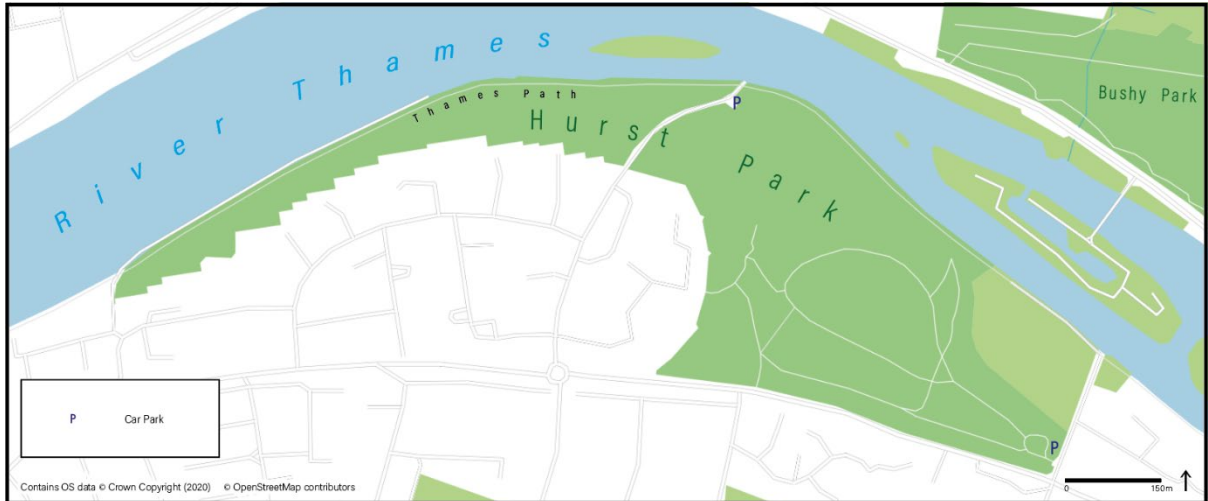 River Thames
Thames Path
Hurst Park
Bushy Park
P
P
P Car Park
Contains OS data © Crown Copyright (2020) © OpenStreetMap contributors
0 150m